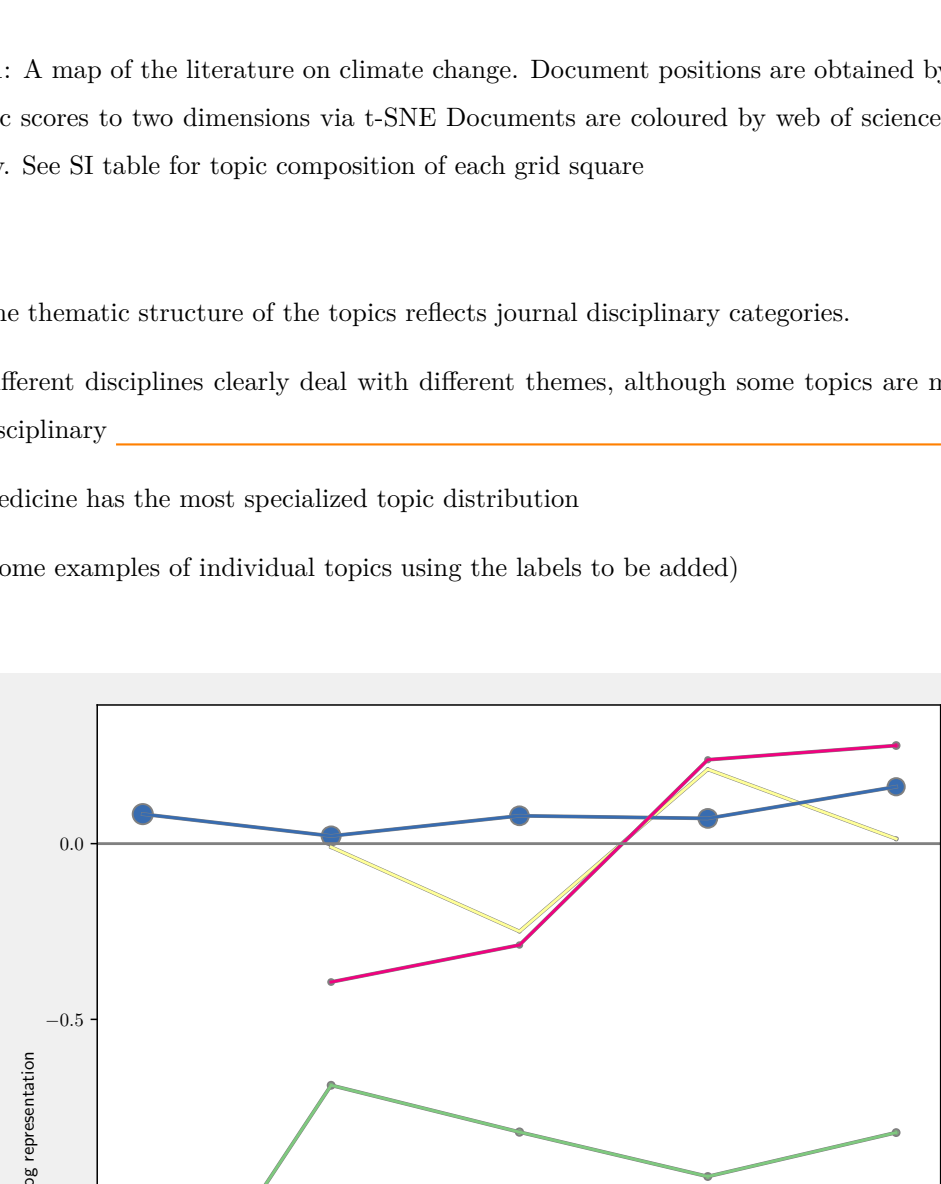 : A map of the literature on climate change. Document positions are obtained by
c scores to two dimensions via t-SNE Documents are coloured by web of science
. See SI table for topic composition of each grid square
thematic structure of the topics reflects journal disciplinary categories.
fferent disciplines clearly deal with different themes, although some topics are
sciplinary
edicine has the most specialized topic distribution
ome examples of individual topics using the labels to be added)
0.0
−0.5
og representation